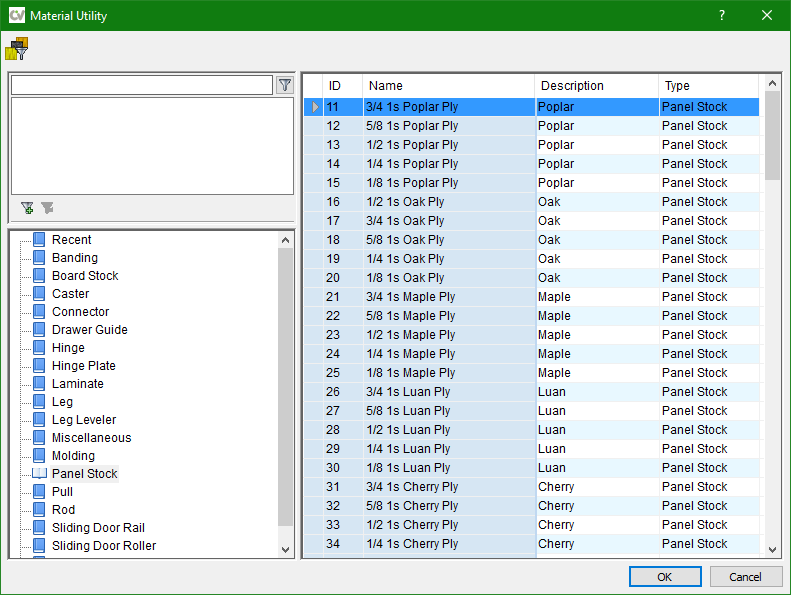 CV Material Utility ? 
Recent
Banding
Board Stock
Caster
Connector
Drawer Guide
Hinge
Hinge Plate
Laminate
Leg
Leg Leveler
Miscellaneous
Molding
Panel Stock
Pull
Rod
Sliding Door Rail
Sliding Door Roller
ID Name Description Type
11 3/4 1s Poplar Ply Poplar Panel Stock
12 5/8 1s Poplar Ply Poplar Panel Stock
13 1/2 1s Poplar Ply Poplar Panel Stock
14 1/4 1s Poplar Ply Poplar Panel Stock
15 1/8 1s Poplar Ply Poplar Panel Stock
16 1/2 1s Oak Ply Oak Panel Stock
17 3/4 1s Oak Ply Oak Panel Stock
18 5/8 1s Oak Ply Oak Panel Stock
19 1/4 1s Oak Ply Oak Panel Stock
20 1/8 1s Oak Ply Oak Panel Stock
21 3/4 1s Maple Ply Maple Panel Stock
22 5/8 1s Maple Ply Maple Panel Stock
23 1/2 1s Maple Ply Maple Panel Stock
24 1/4 1s Maple Ply Maple Panel Stock
25 1/8 1s Maple Ply Maple Panel Stock
26 3/4 1s Luan Ply Luan Panel Stock
27 5/8 1s Luan Ply Luan Panel Stock
28 1/2 1s Luan Ply Luan Panel Stock
29 1/4 1s Luan Ply Luan Panel Stock
30 1/8 1s Luan Ply Luan Panel Stock
31 3/4 1s Cherry Ply Cherry Panel Stock
32 5/8 1s Cherry Ply Cherry Panel Stock
33 1/2 1s Cherry Ply Cherry Panel Stock
34 1/4 1s Cherry Ply Cherry Panel Stock
OK Cancel